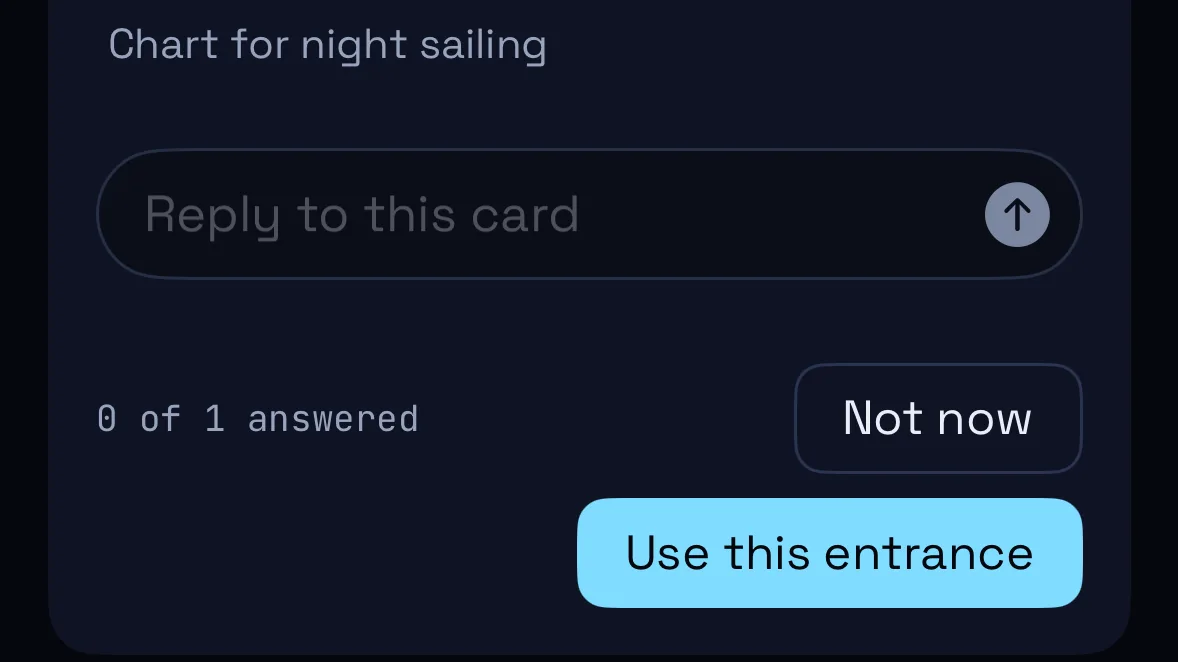 Chart for night sailing
Reply to this card
0 of 1 answered
Not now
Use this entrance